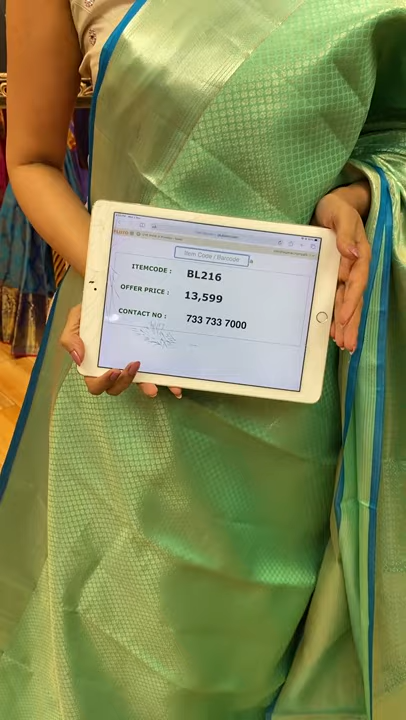 Item Code / Barcode
ITEMCODE : BL216
OFFER PRICE : 13,599
CONTACT NO : 733 733 7000